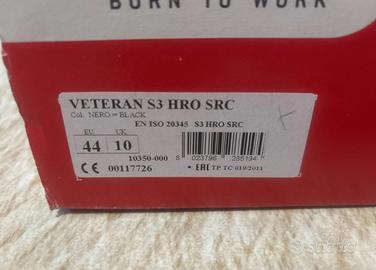 BORN TO WORK
VETERAN S3 HRO SRC
Col: NERO = BLACK
EN ISO 20345 S3 HRO SRC
EU UK
44 10
10350-000
8 023796 285194
CE 00117726
• EAC TP TC 019/2011
Subito